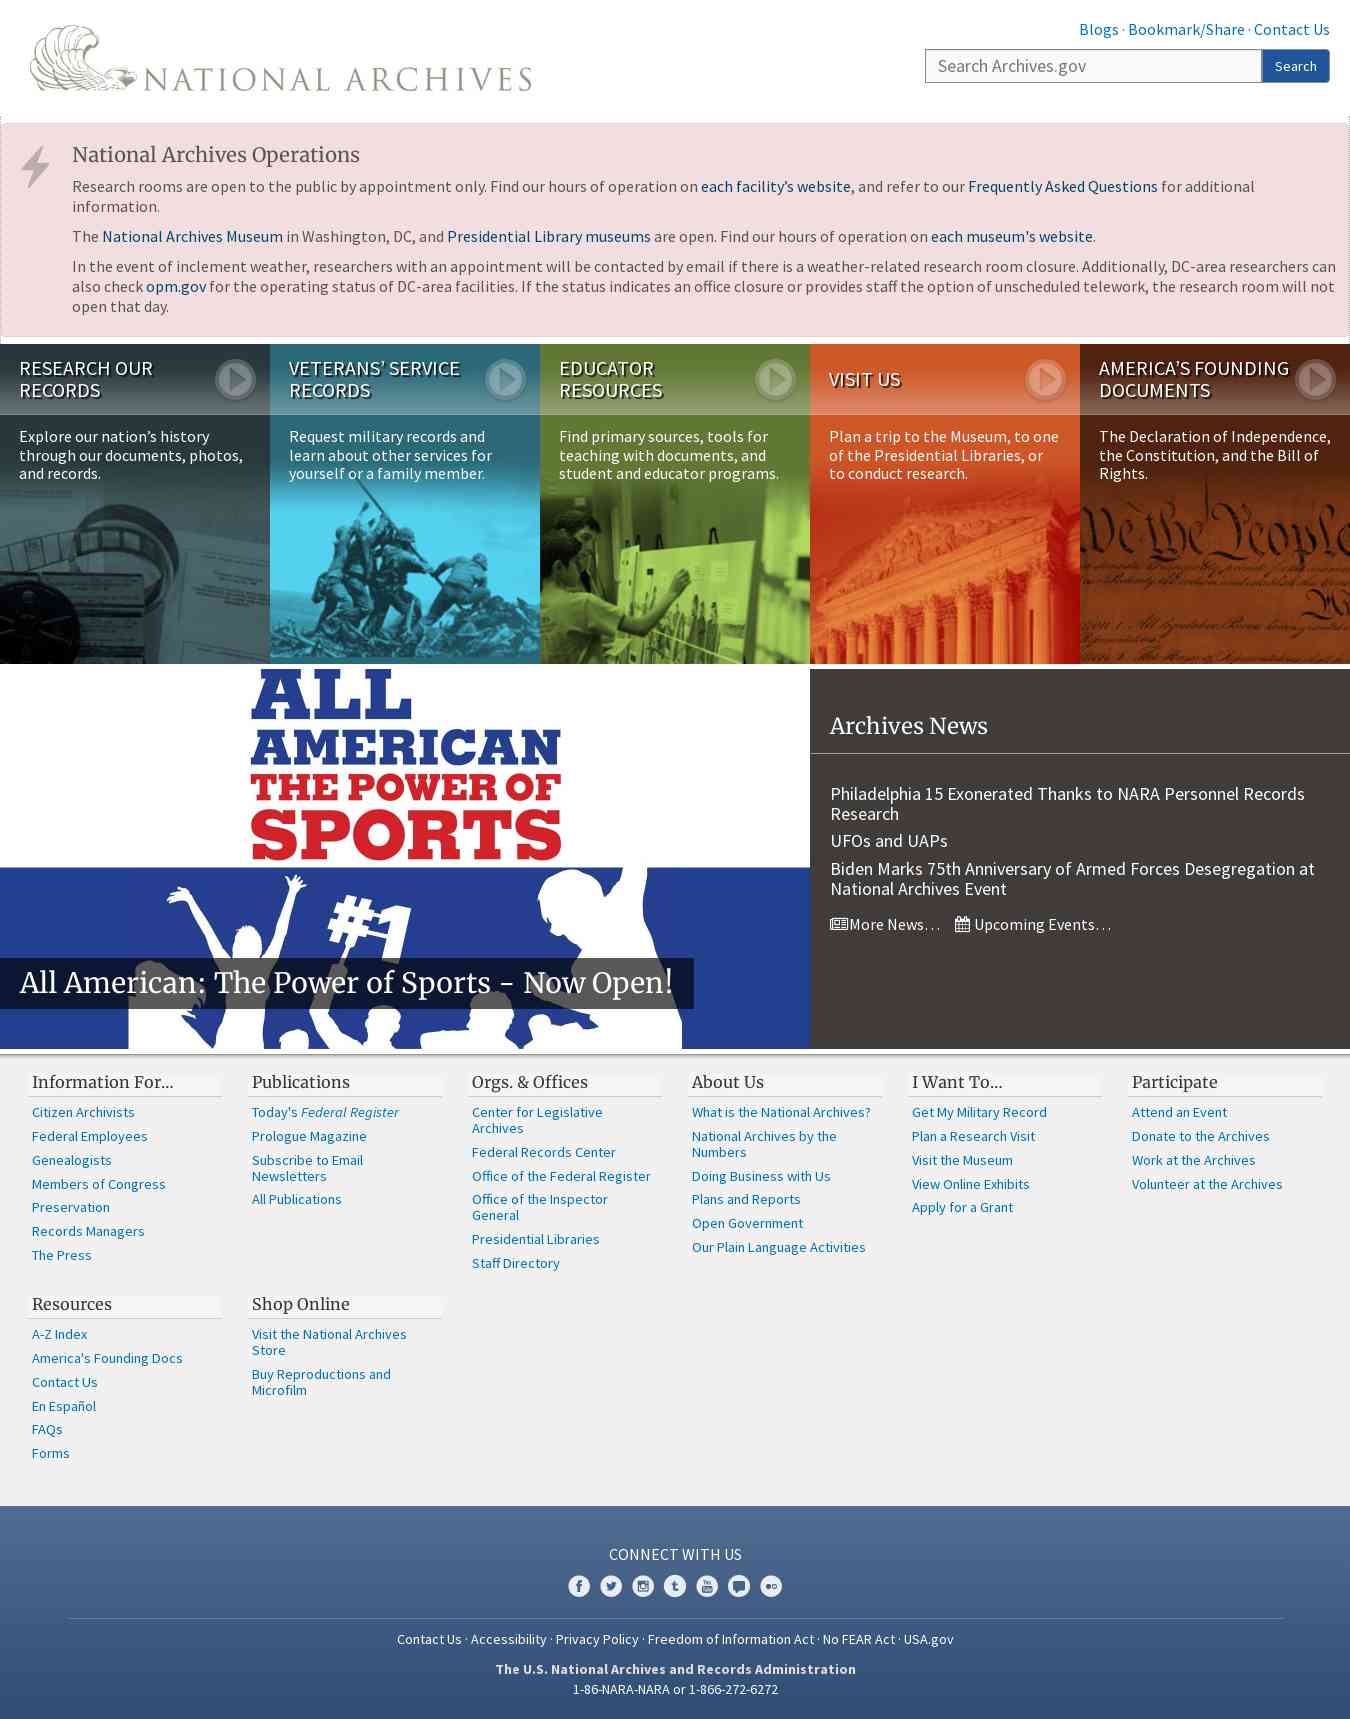 Blogs · Bookmark/Share · Contact Us
NATIONAL ARCHIVES
Search Archives.gov
Search
National Archives Operations
Research rooms are open to the public by appointment only. Find our hours of operation on each facility’s website, and refer to our Frequently Asked Questions for additional
information.
The National Archives Museum in Washington, DC, and Presidential Library museums are open. Find our hours of operation on each museum's website.
In the event of inclement weather, researchers with an appointment will be contacted by email if there is a weather-related research room closure. Additionally, DC-area researchers can
also check opm.gov for the operating status of DC-area facilities. If the status indicates an office closure or provides staff the option of unscheduled telework, the research room will not
open that day.
RESEARCH OUR
RECORDS
Explore our nation’s history
through our documents, photos,
and records.
VETERANS’ SERVICE
RECORDS
Request military records and
learn about other services for
yourself or a family member.
EDUCATOR
RESOURCES
Find primary sources, tools for
teaching with documents, and
student and educator programs.
VISIT US
Plan a trip to the Museum, to one
of the Presidential Libraries, or
to conduct research.
AMERICA’S FOUNDING
DOCUMENTS
The Declaration of Independence,
the Constitution, and the Bill of
Rights.
We the People
ALL
AMERICAN
THE POWER OF
SPORTS
#1
All American: The Power of Sports - Now Open!
Archives News
Philadelphia 15 Exonerated Thanks to NARA Personnel Records
Research
UFOs and UAPs
Biden Marks 75th Anniversary of Armed Forces Desegregation at
National Archives Event
More News… Upcoming Events…
Information For…
Citizen Archivists
Federal Employees
Genealogists
Members of Congress
Preservation
Records Managers
The Press
Publications
Today's Federal Register
Prologue Magazine
Subscribe to Email
Newsletters
All Publications
Orgs. & Offices
Center for Legislative
Archives
Federal Records Center
Office of the Federal Register
Office of the Inspector
General
Presidential Libraries
Staff Directory
About Us
What is the National Archives?
National Archives by the
Numbers
Doing Business with Us
Plans and Reports
Open Government
Our Plain Language Activities
I Want To…
Get My Military Record
Plan a Research Visit
Visit the Museum
View Online Exhibits
Apply for a Grant
Participate
Attend an Event
Donate to the Archives
Work at the Archives
Volunteer at the Archives
Resources
A-Z Index
America's Founding Docs
Contact Us
En Español
FAQs
Forms
Shop Online
Visit the National Archives
Store
Buy Reproductions and
Microfilm
CONNECT WITH US
Contact Us · Accessibility · Privacy Policy · Freedom of Information Act · No FEAR Act · USA.gov
The U.S. National Archives and Records Administration
1-86-NARA-NARA or 1-866-272-6272